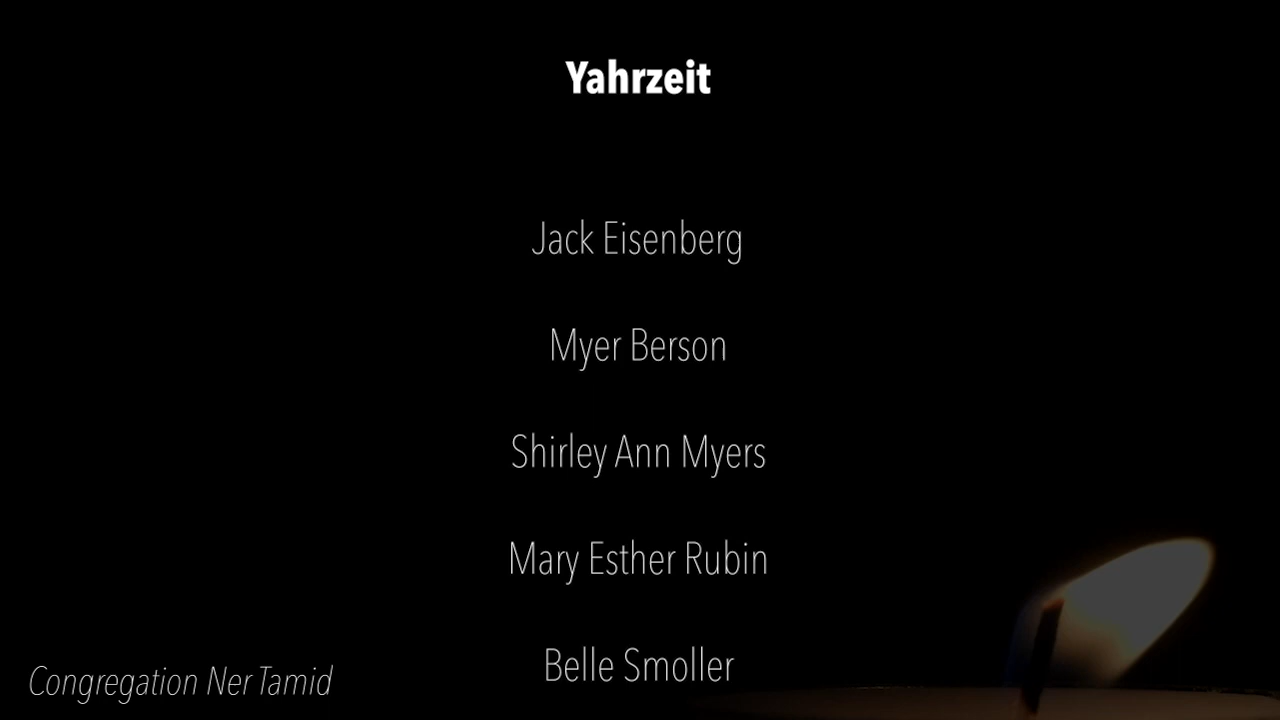 Yahrzeit
Jack Eisenberg
Myer Berson
Shirley Ann Myers
Mary Esther Rubin
Belle Smoller
Congregation Ner Tamid